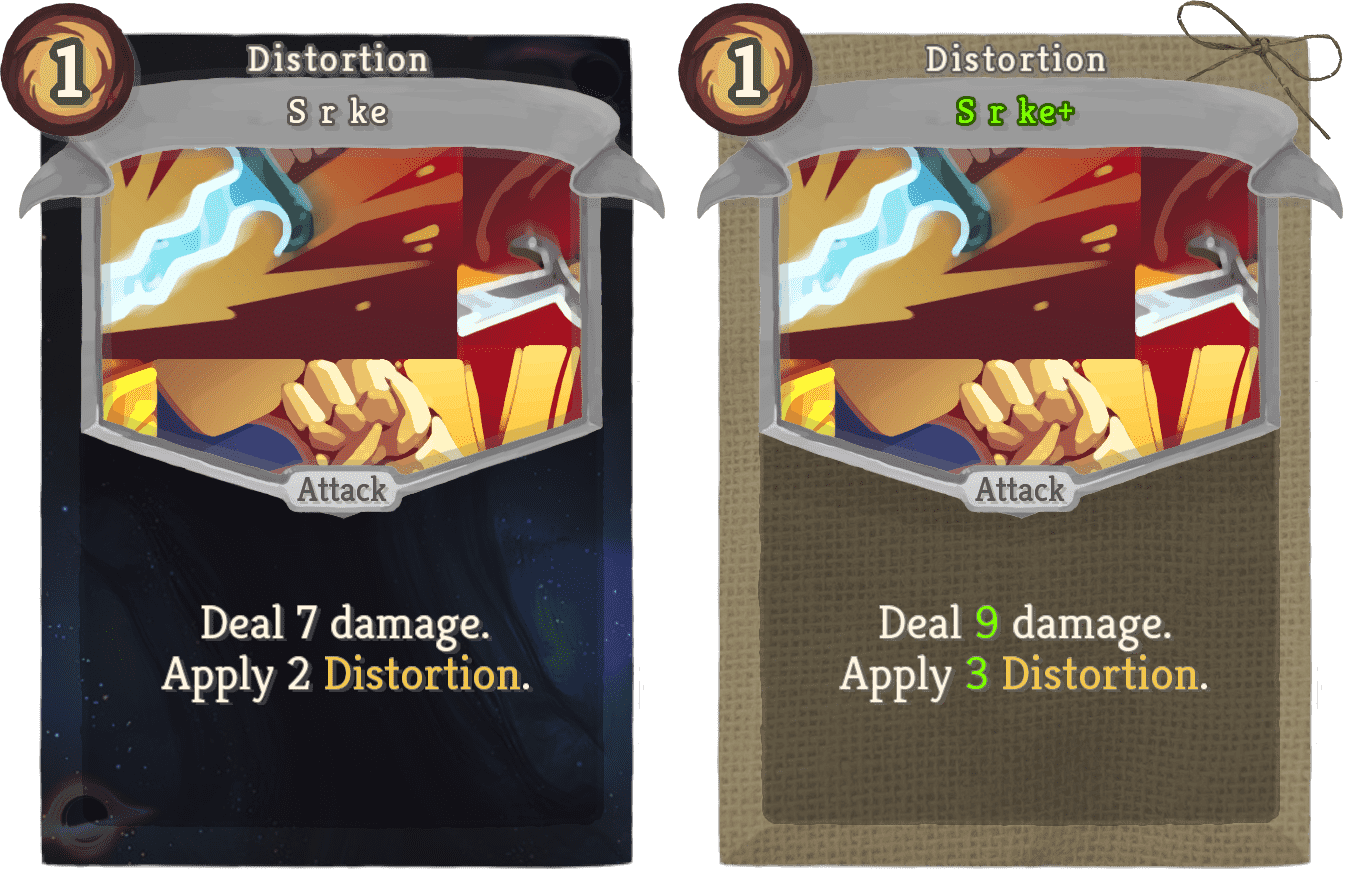 1
Distortion
S r ke
Attack
Deal 7 damage.
Apply 2 Distortion.
1
Distortion
S r ke+
Attack
Deal 9 damage.
Apply 3 Distortion.